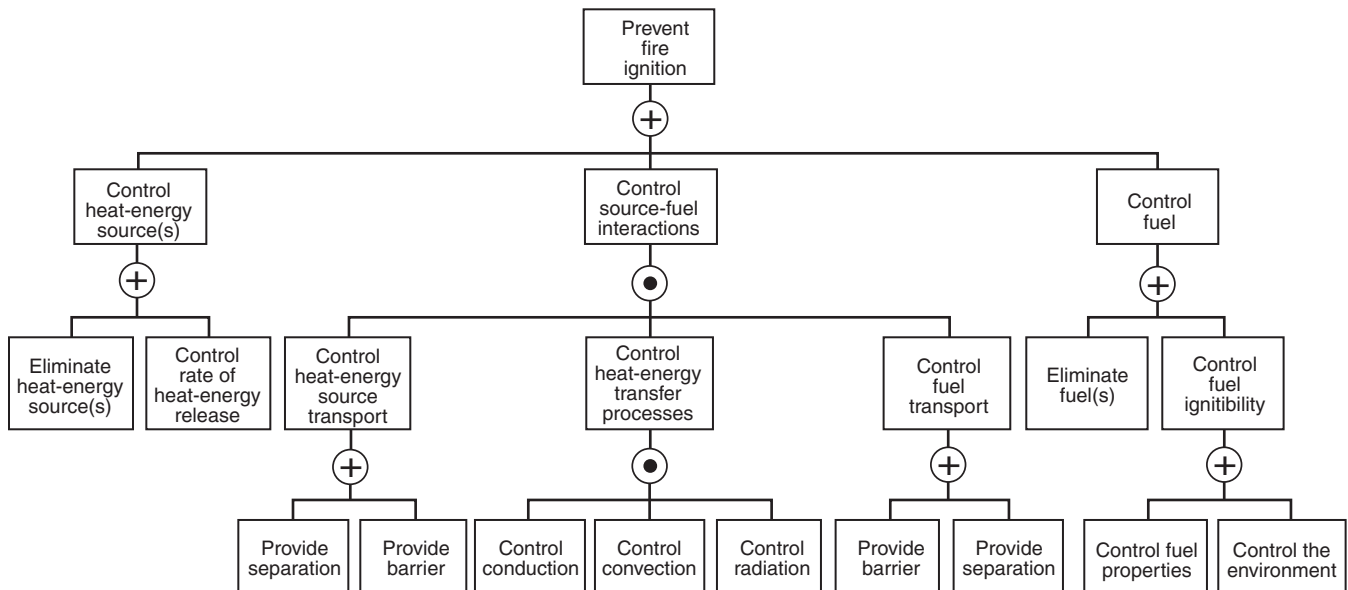 Prevent
fire
ignition
+
Control
heat-energy
source(s)
Control
source-fuel
interactions
Control
fuel
+
•
+
Eliminate
heat-energy
source(s)
Control
rate of
heat-energy
release
Control
heat-energy
source
transport
Control
heat-energy
transfer
processes
Control
fuel
transport
Eliminate
fuel(s)
Control
fuel
ignitibility
+
•
+
+
Provide
separation
Provide
barrier
Control
conduction
Control
convection
Control
radiation
Provide
barrier
Provide
separation
Control fuel
properties
Control the
environment